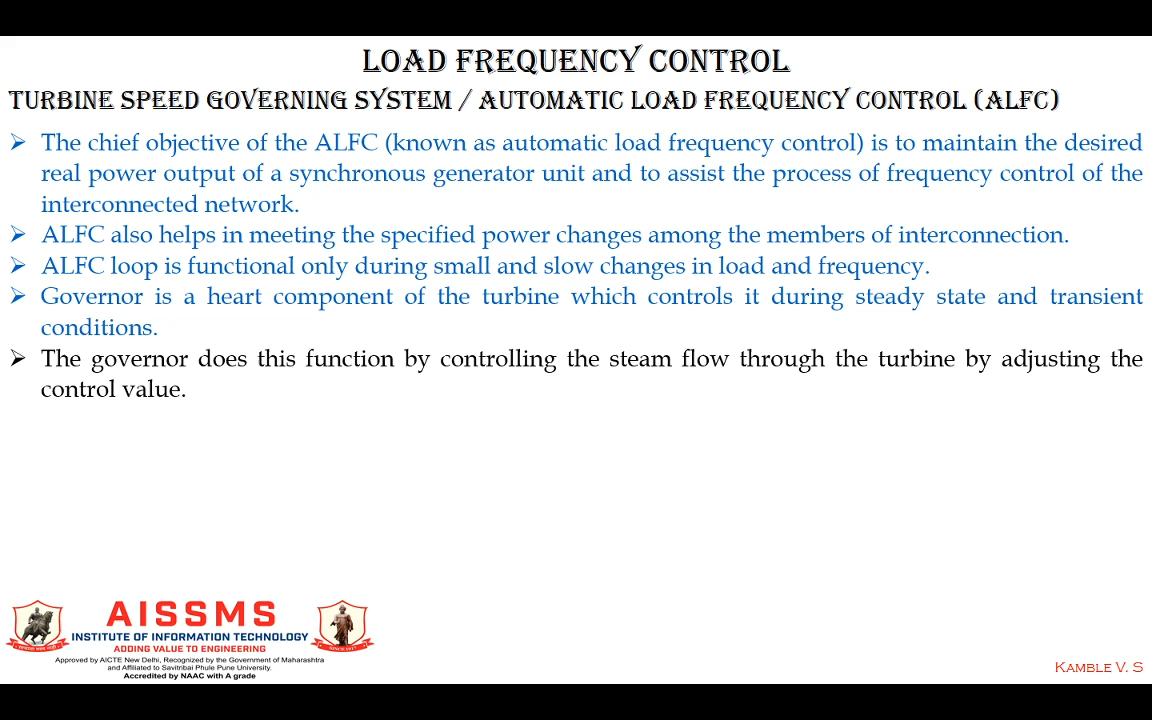 LOAD FREQUENCY CONTROL
TURBINE SPEED GOVERNING SYSTEM / AUTOMATIC LOAD FREQUENCY CONTROL (ALFC)
➢ The chief objective of the ALFC (known as automatic load frequency control) is to maintain the desired
real power output of a synchronous generator unit and to assist the process of frequency control of the
interconnected network.
➢ ALFC also helps in meeting the specified power changes among the members of interconnection.
➢ ALFC loop is functional only during small and slow changes in load and frequency.
➢ Governor is a heart component of the turbine which controls it during steady state and transient
conditions.
➢ The governor does this function by controlling the steam flow through the turbine by adjusting the
control value.
AISSMS
INSTITUTE OF INFORMATION TECHNOLOGY
ADDING VALUE TO ENGINEERING
SINCE 1917
Approved by AICTE New Delhi, Recognized by the Government of Maharashtra
and Affiliated to Savitribai Phule Pune University.
Accredited by NAAC with A grade
KAMBLE V. S